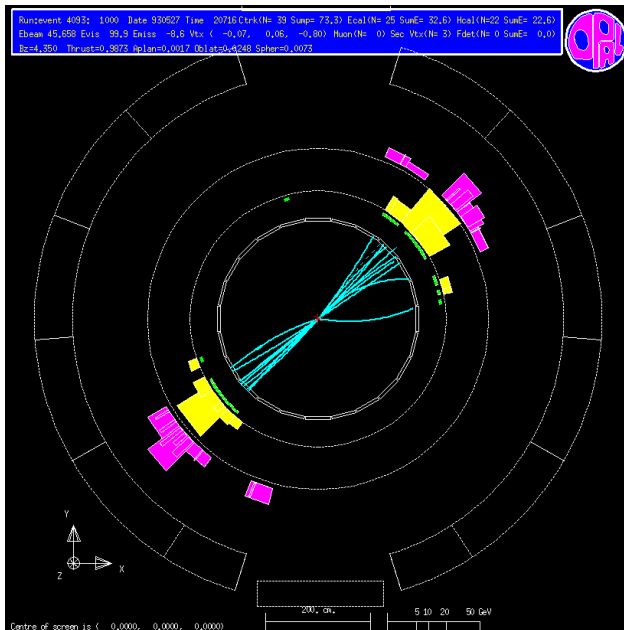 Run:event 4093: 1000 Date 930527 Time 20716 Ctrk(N= 39 Sump= 73.3) Ecal(N= 25 SumE= 32.6) Hcal(N=22 SumE= 22.6)
Ebeam 45.658 Evis 99.9 Emiss -8.6 Vtx ( -0.07, 0.06, -0.80) Muon(N= 0) Sec Vtx(N= 3) Fdet(N= 0 SumE= 0.0)
Bz=4.350 Thrust=0.9873 Aplan=0.0017 Oblat=0.0248 Spher=0.0073
OPAL
Y
Z X
200. cm.
5 10 20 50 GeV
Centre of screen is ( 0.0000, 0.0000, 0.0000)